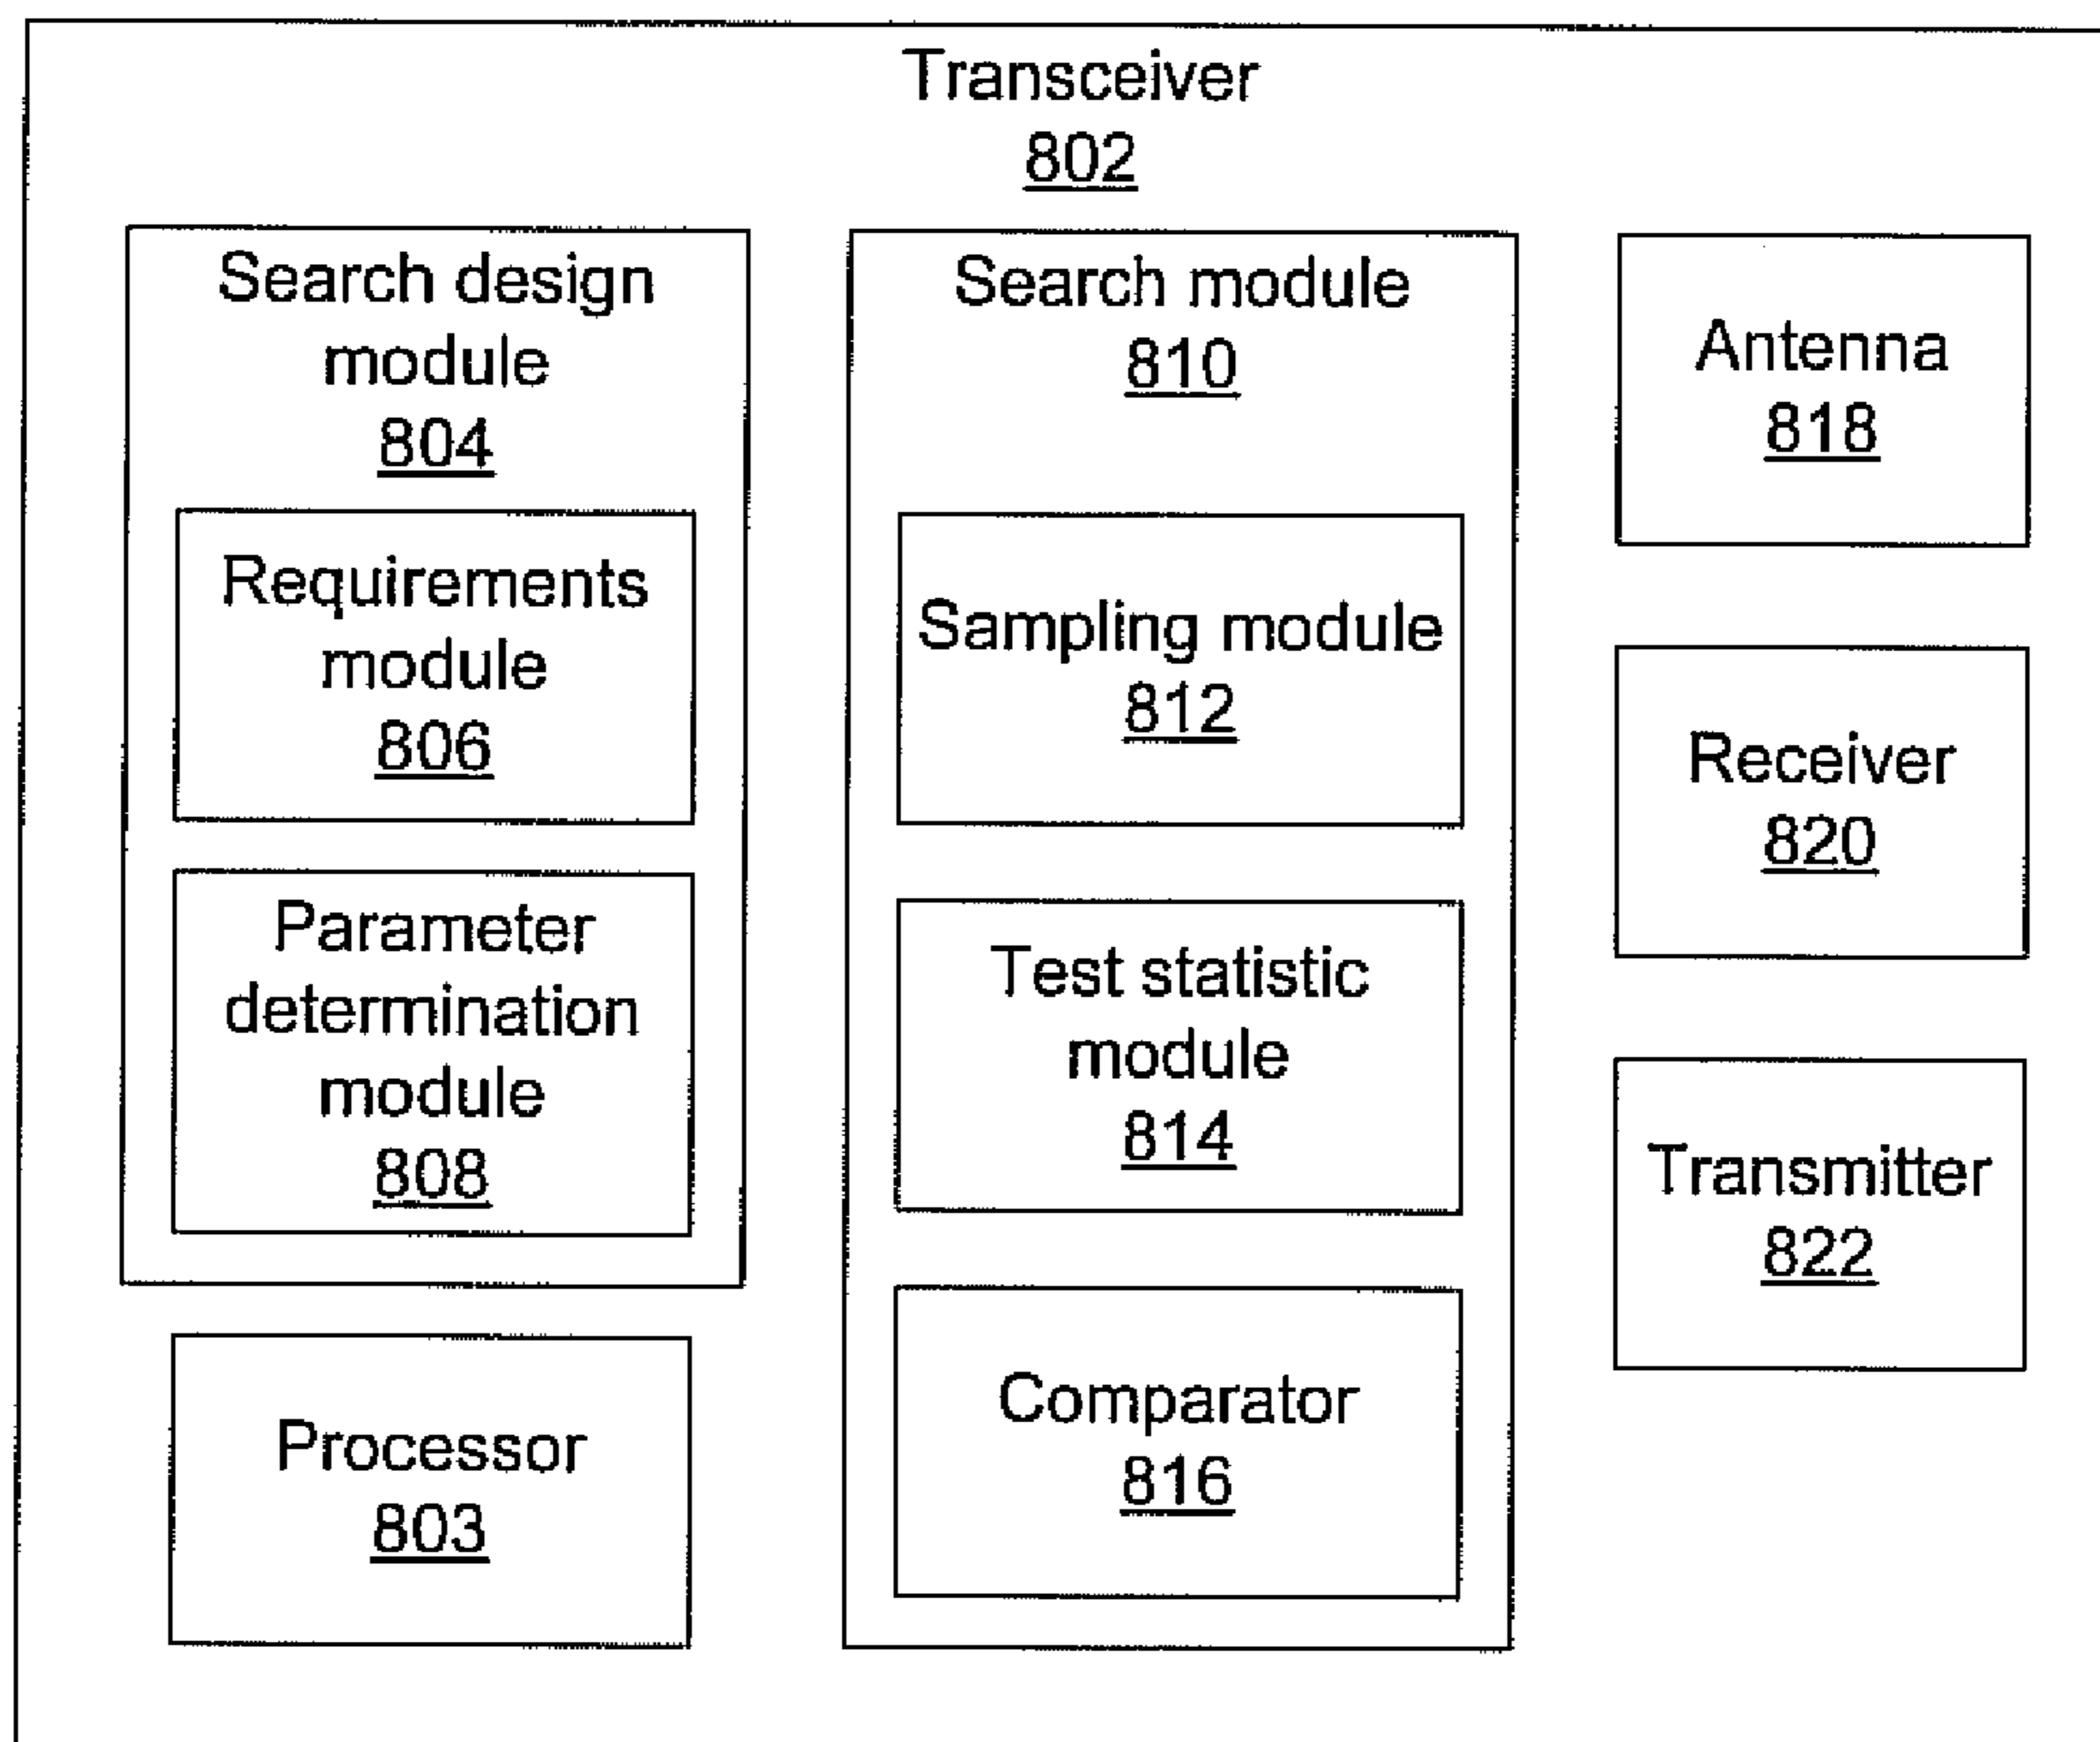 Transceiver
802
Search design
module
804
Requirements
module
806
Parameter
determination
module
808
Processor
803
Search module
810
Sampling module
812
Test statistic
module
814
Comparator
816
Antenna
818
Receiver
820
Transmitter
822